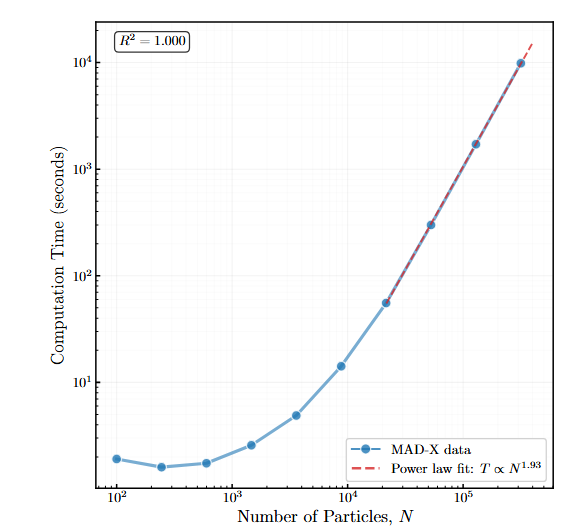 R² = 1.000
10⁴
10³
10²
10¹
Computation Time (seconds)
MAD-X data
Power law fit: T ∝ N¹·⁹³
10² 10³ 10⁴ 10⁵
Number of Particles, N